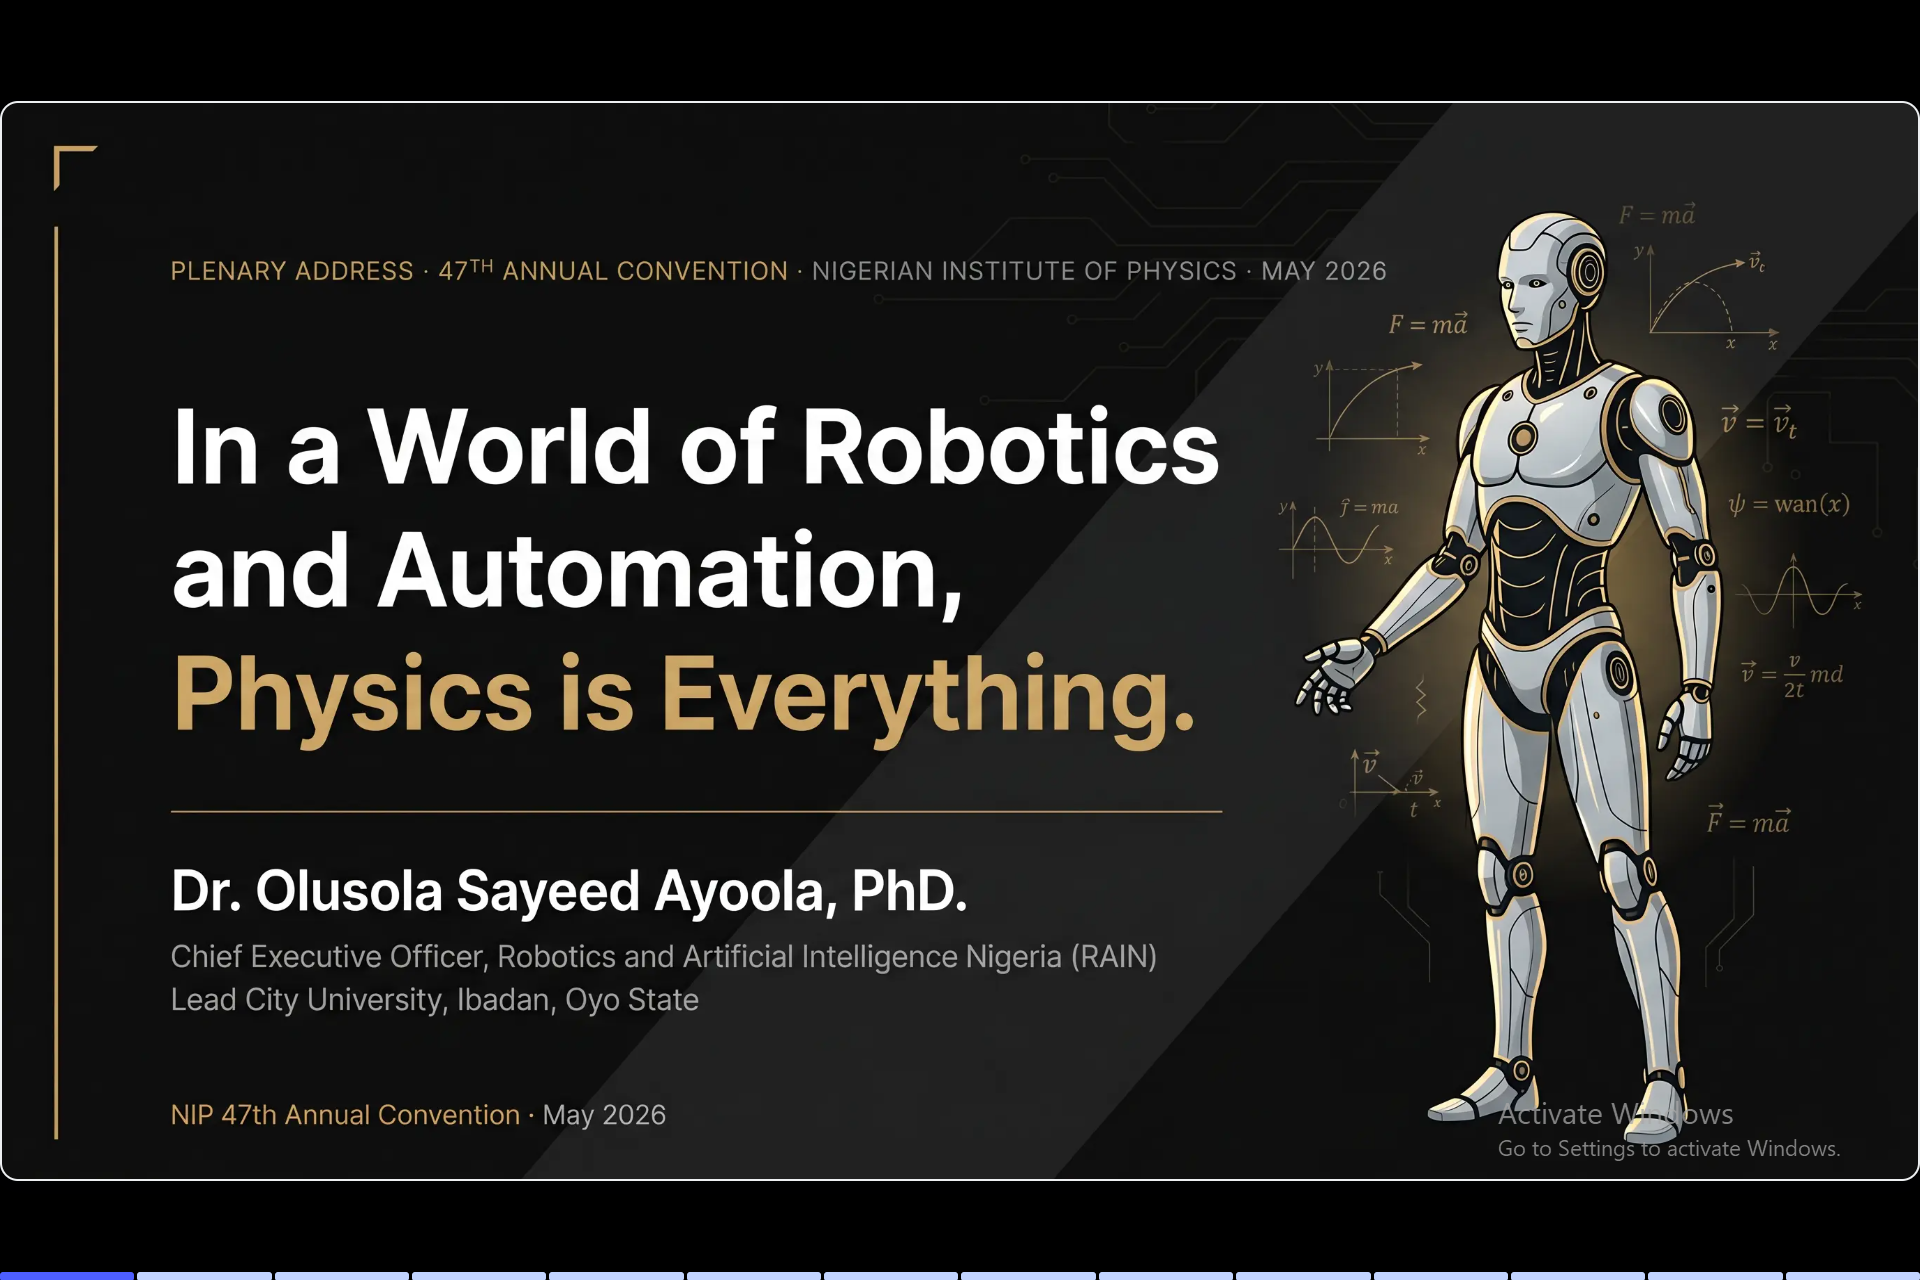 PLENARY ADDRESS · 47TH ANNUAL CONVENTION · NIGERIAN INSTITUTE OF PHYSICS · MAY 2026
In a World of Robotics
and Automation,
Physics is Everything.
Dr. Olusola Sayeed Ayoola, PhD.
Chief Executive Officer, Robotics and Artificial Intelligence Nigeria (RAIN)
Lead City University, Ibadan, Oyo State
NIP 47th Annual Convention · May 2026
F = ma⃗
y
v⃗c
x
x
F = ma⃗
y
x
v⃗ = v⃗t
y
f̂ = ma
x
ψ = wan(x)
x
v⃗ = v/2t md
v⃗
v⃗
t
x
F⃗ = ma⃗
Activate Windows
Go to Settings to activate Windows.